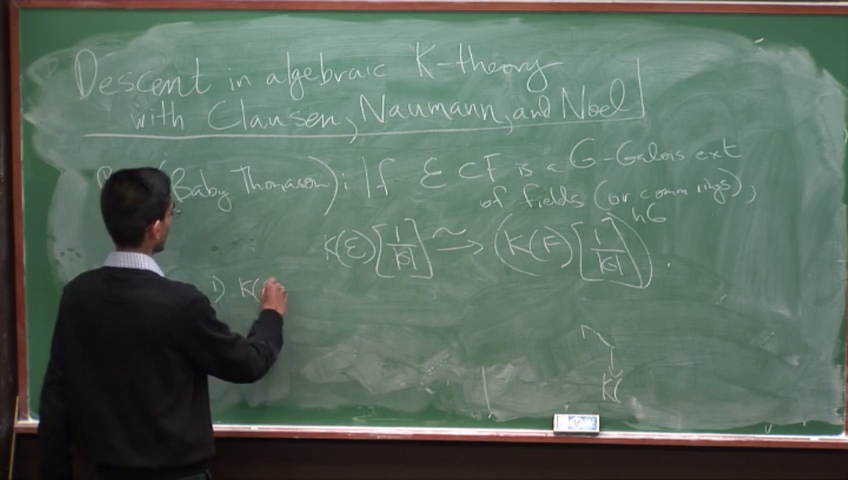 Descent in algebraic K-theory
with Clausen, Naumann, and Noel
(Baby Thomason): If E ⊂ F is a G-Galois ext
of fields (or comm rings),
K(E)[1/|G|] ~→ (K(F)[1/|G|])^hG.
1) K(
K(